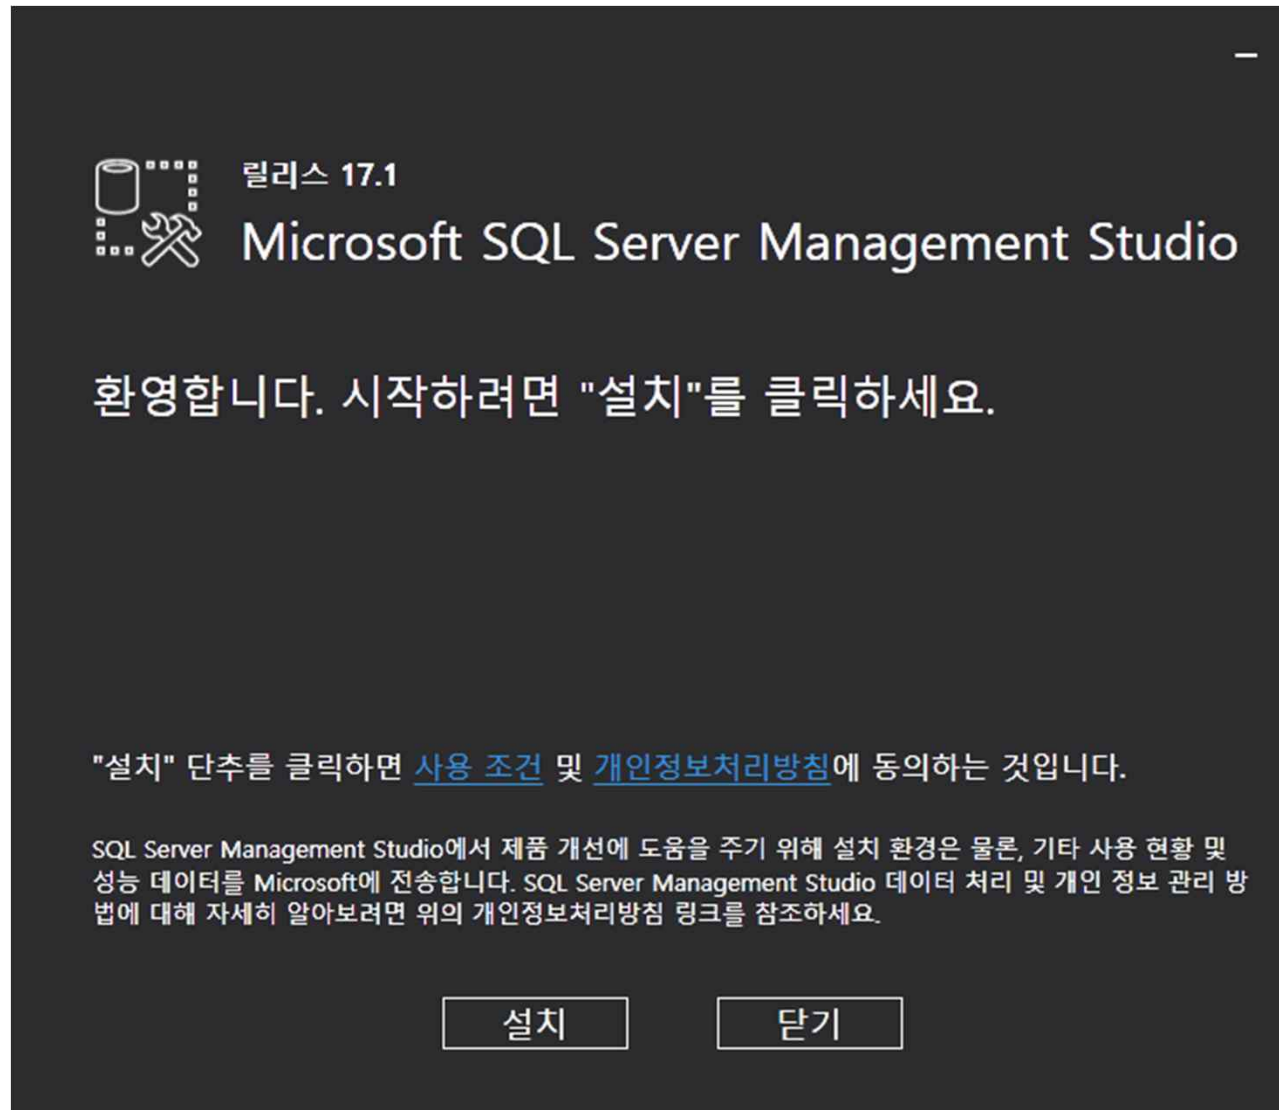 릴리스 17.1
Microsoft SQL Server Management Studio
환영합니다. 시작하려면 "설치"를 클릭하세요.
"설치" 단추를 클릭하면 사용 조건 및 개인정보처리방침에 동의하는 것입니다.
SQL Server Management Studio에서 제품 개선에 도움을 주기 위해 설치 환경은 물론, 기타 사용 현황 및
성능 데이터를 Microsoft에 전송합니다. SQL Server Management Studio 데이터 처리 및 개인 정보 관리 방
법에 대해 자세히 알아보려면 위의 개인정보처리방침 링크를 참조하세요.
설치 닫기